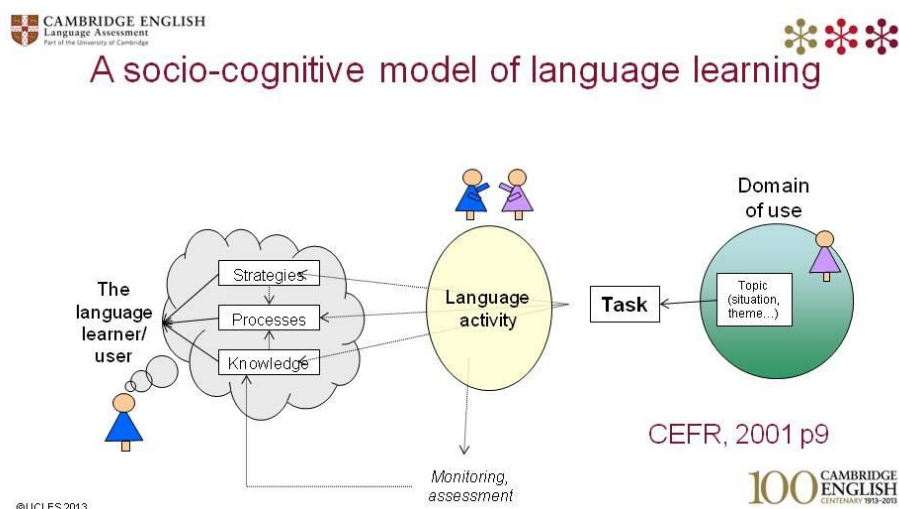 CAMBRIDGE ENGLISH
Language Assessment
Part of the University of Cambridge
A socio-cognitive model of language learning
The
language
learner/
user
Strategies
Processes
Knowledge
Language
activity
Task
Domain
of use
Topic
(situation,
theme...)
Monitoring,
assessment
CEFR, 2001 p9
©UCLES 2013
100 CAMBRIDGE
ENGLISH
CENTENARY 1913-2013